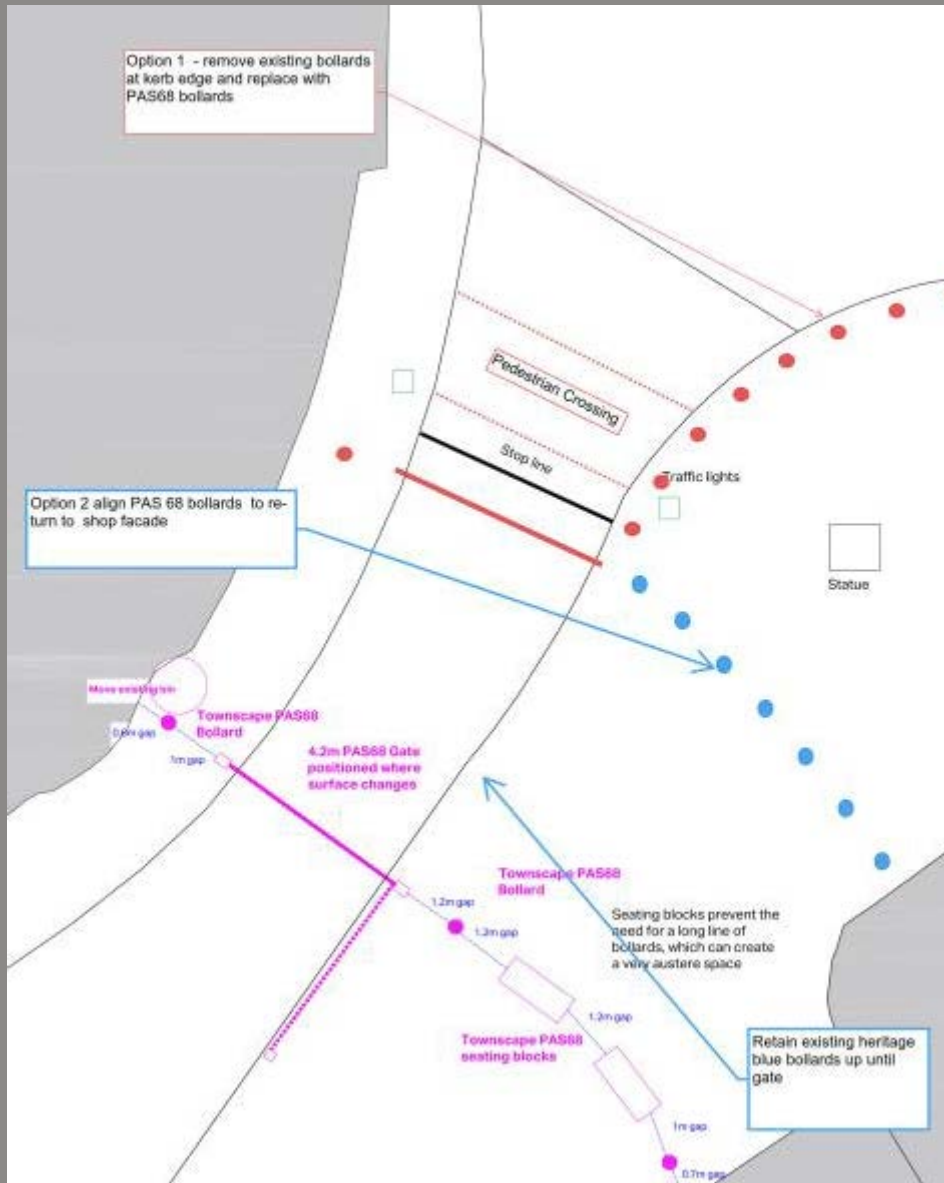 Option 1 - remove existing bollards
at kerb edge and replace with
PAS68 bollards
Pedestrian Crossing
Stop line
Traffic lights
Option 2 align PAS 68 bollards to re-
turn to shop facade
Statue
Move existing
Townscape PAS68
Bollard
0.6m gap
1m gap
4.2m PAS68 Gate
positioned where
surface changes
Townscape PAS68
Bollard
1.2m gap
1.2m gap
Seating blocks prevent the
need for a long line of
bollards, which can create
a very austere space
1.2m gap
Townscape PAS68
seating blocks
Retain existing heritage
blue bollards up until
gate
1m gap
0.7m gap